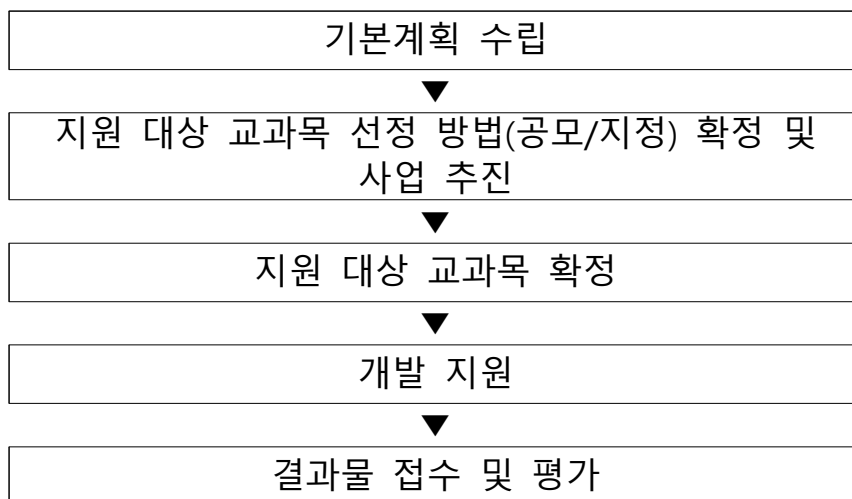 기본계획 수립
지원 대상 교과목 선정 방법(공모/지정) 확정 및
사업 추진
지원 대상 교과목 확정
개발 지원
결과물 접수 및 평가